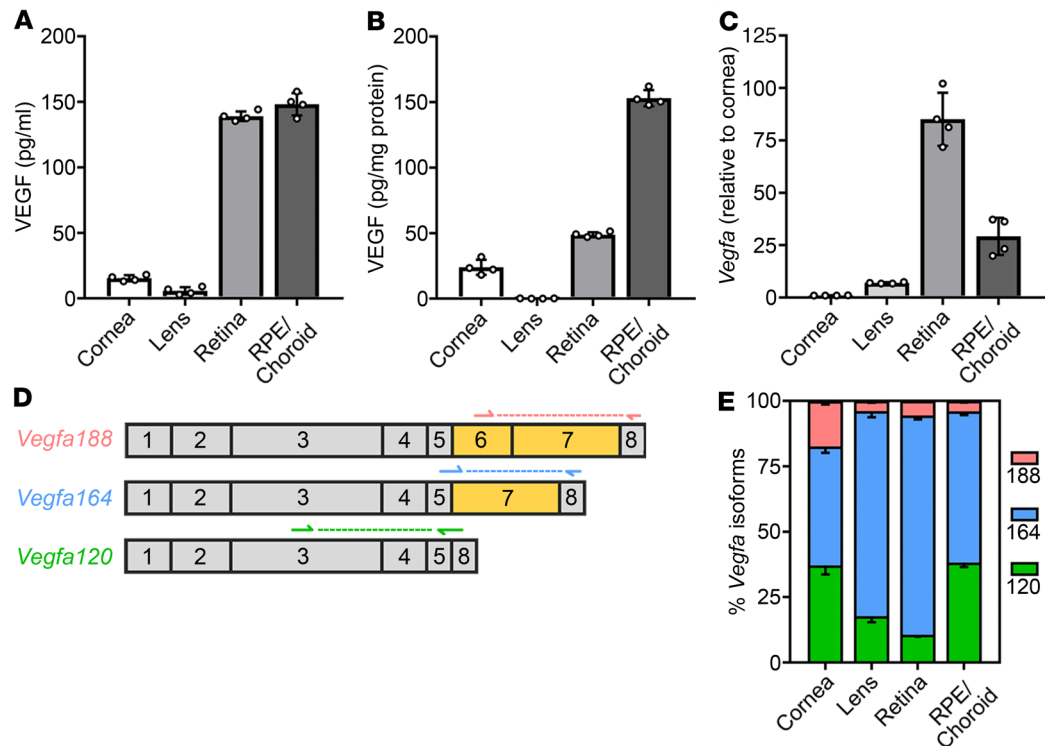 A
VEGF (pg/ml)
200
150
100
50
0
Cornea
Lens
Retina
RPE/
Choroid
B
VEGF (pg/mg protein)
200
150
100
50
0
Cornea
Lens
Retina
RPE/
Choroid
C
Vegfa (relative to cornea)
125
100
75
50
25
0
Cornea
Lens
Retina
RPE/
Choroid
D
Vegfa188 1 2 3 4 5 6 7 8
Vegfa164 1 2 3 4 5 7 8
Vegfa120 1 2 3 4 5 8
E
% Vegfa isoforms
100
75
50
25
0
Cornea
Lens
Retina
RPE/
Choroid
188
164
120